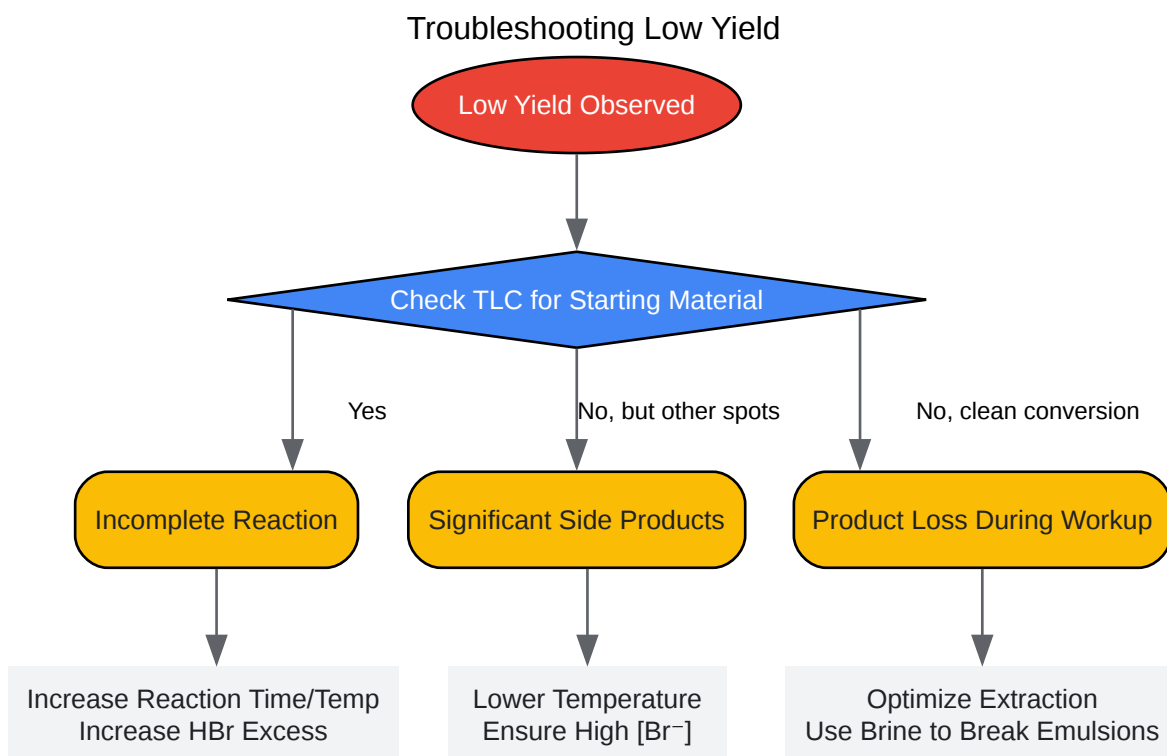 Troubleshooting Low Yield
Low Yield Observed
Check TLC for Starting Material
Yes
No, but other spots
No, clean conversion
Incomplete Reaction
Significant Side Products
Product Loss During Workup
Increase Reaction Time/Temp
Increase HBr Excess
Lower Temperature
Ensure High [Br⁻]
Optimize Extraction
Use Brine to Break Emulsions